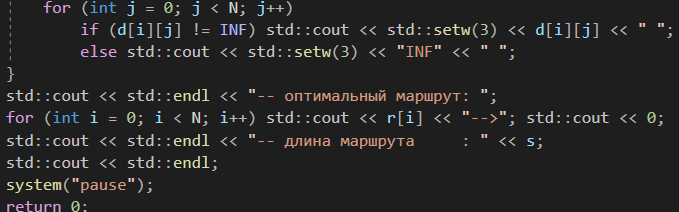 for (int j = 0; j < N; j++)
if (d[i][j] != INF) std::cout << std::setw(3) << d[i][j] << " ";
else std::cout << std::setw(3) << "INF" << " ";
}
std::cout << std::endl << "-- оптимальный маршрут: ";
for (int i = 0; i < N; i++) std::cout << r[i] << "-->"; std::cout << 0;
std::cout << std::endl << "-- длина маршрута     : " << s;
std::cout << std::endl;
system("pause");
return 0;